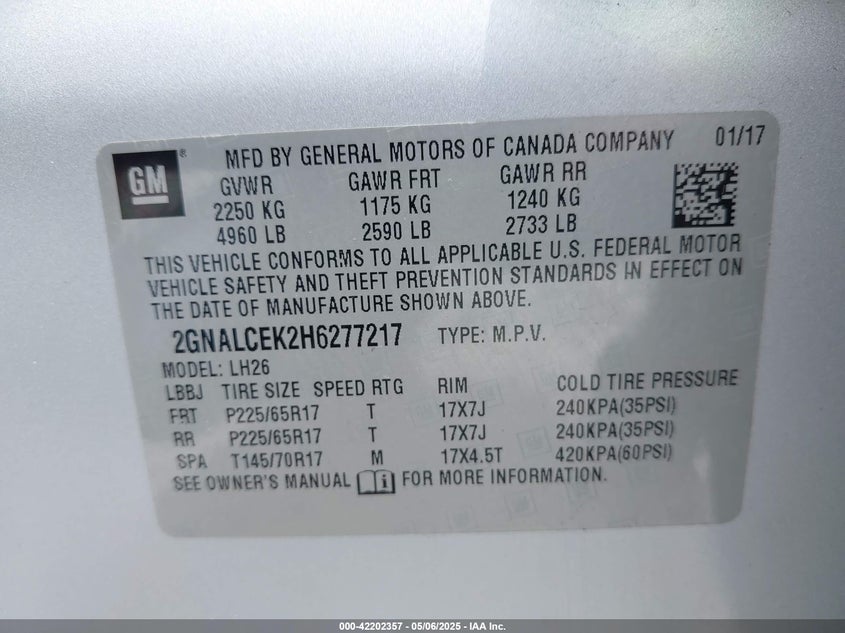 GM ® MFD BY GENERAL MOTORS OF CANADA COMPANY 01/17
GVWR GAWR FRT GAWR RR
2250 KG 1175 KG 1240 KG
4960 LB 2590 LB 2733 LB
THIS VEHICLE CONFORMS TO ALL APPLICABLE U.S. FEDERAL MOTOR
VEHICLE SAFETY AND THEFT PREVENTION STANDARDS IN EFFECT ON
THE DATE OF MANUFACTURE SHOWN ABOVE.
2GNALCEK2H6277217 TYPE: M.P.V.
MODEL: LH26
LBBJ TIRE SIZE SPEED RTG RIM COLD TIRE PRESSURE
FRT P225/65R17 T 17X7J 240KPA(35PSI)
RR P225/65R17 T 17X7J 240KPA(35PSI)
SPA T145/70R17 M 17X4.5T 420KPA(60PSI)
SEE OWNER'S MANUAL i FOR MORE INFORMATION.
000-42202357 - 05/06/2025 - IAA Inc.